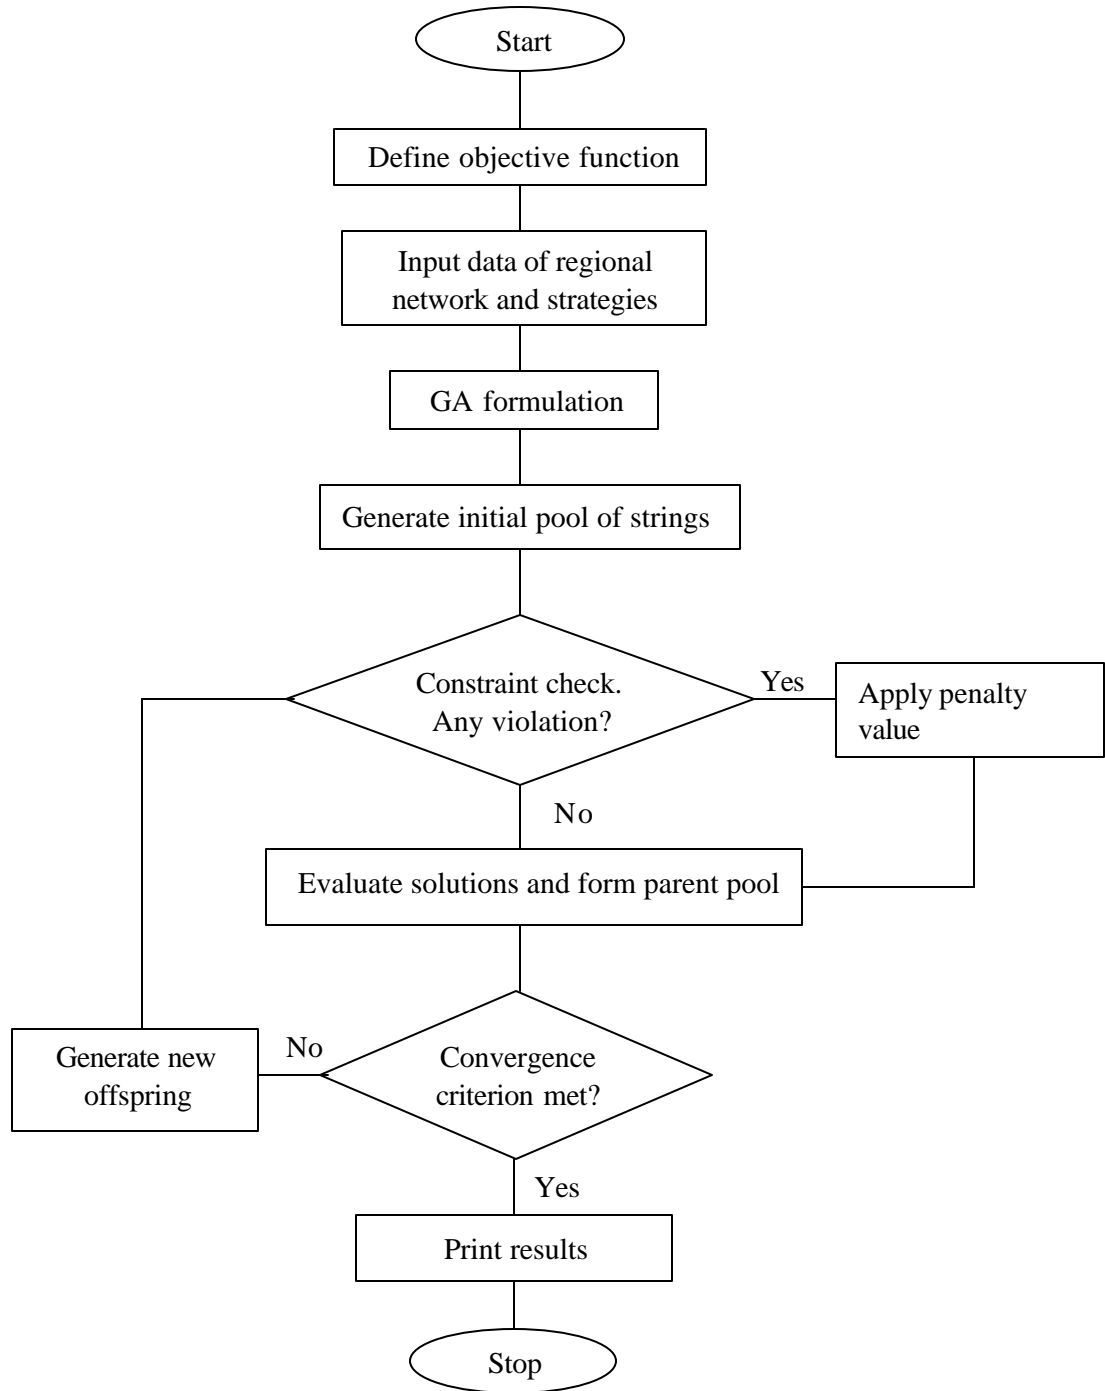 Start
Define objective function
Input data of regional
network and strategies
GA formulation
Generate initial pool of strings
Constraint check.
Any violation?
Yes
Apply penalty
value
No
Evaluate solutions and form parent pool
Generate new
offspring
No
Convergence
criterion met?
Yes
Print results
Stop